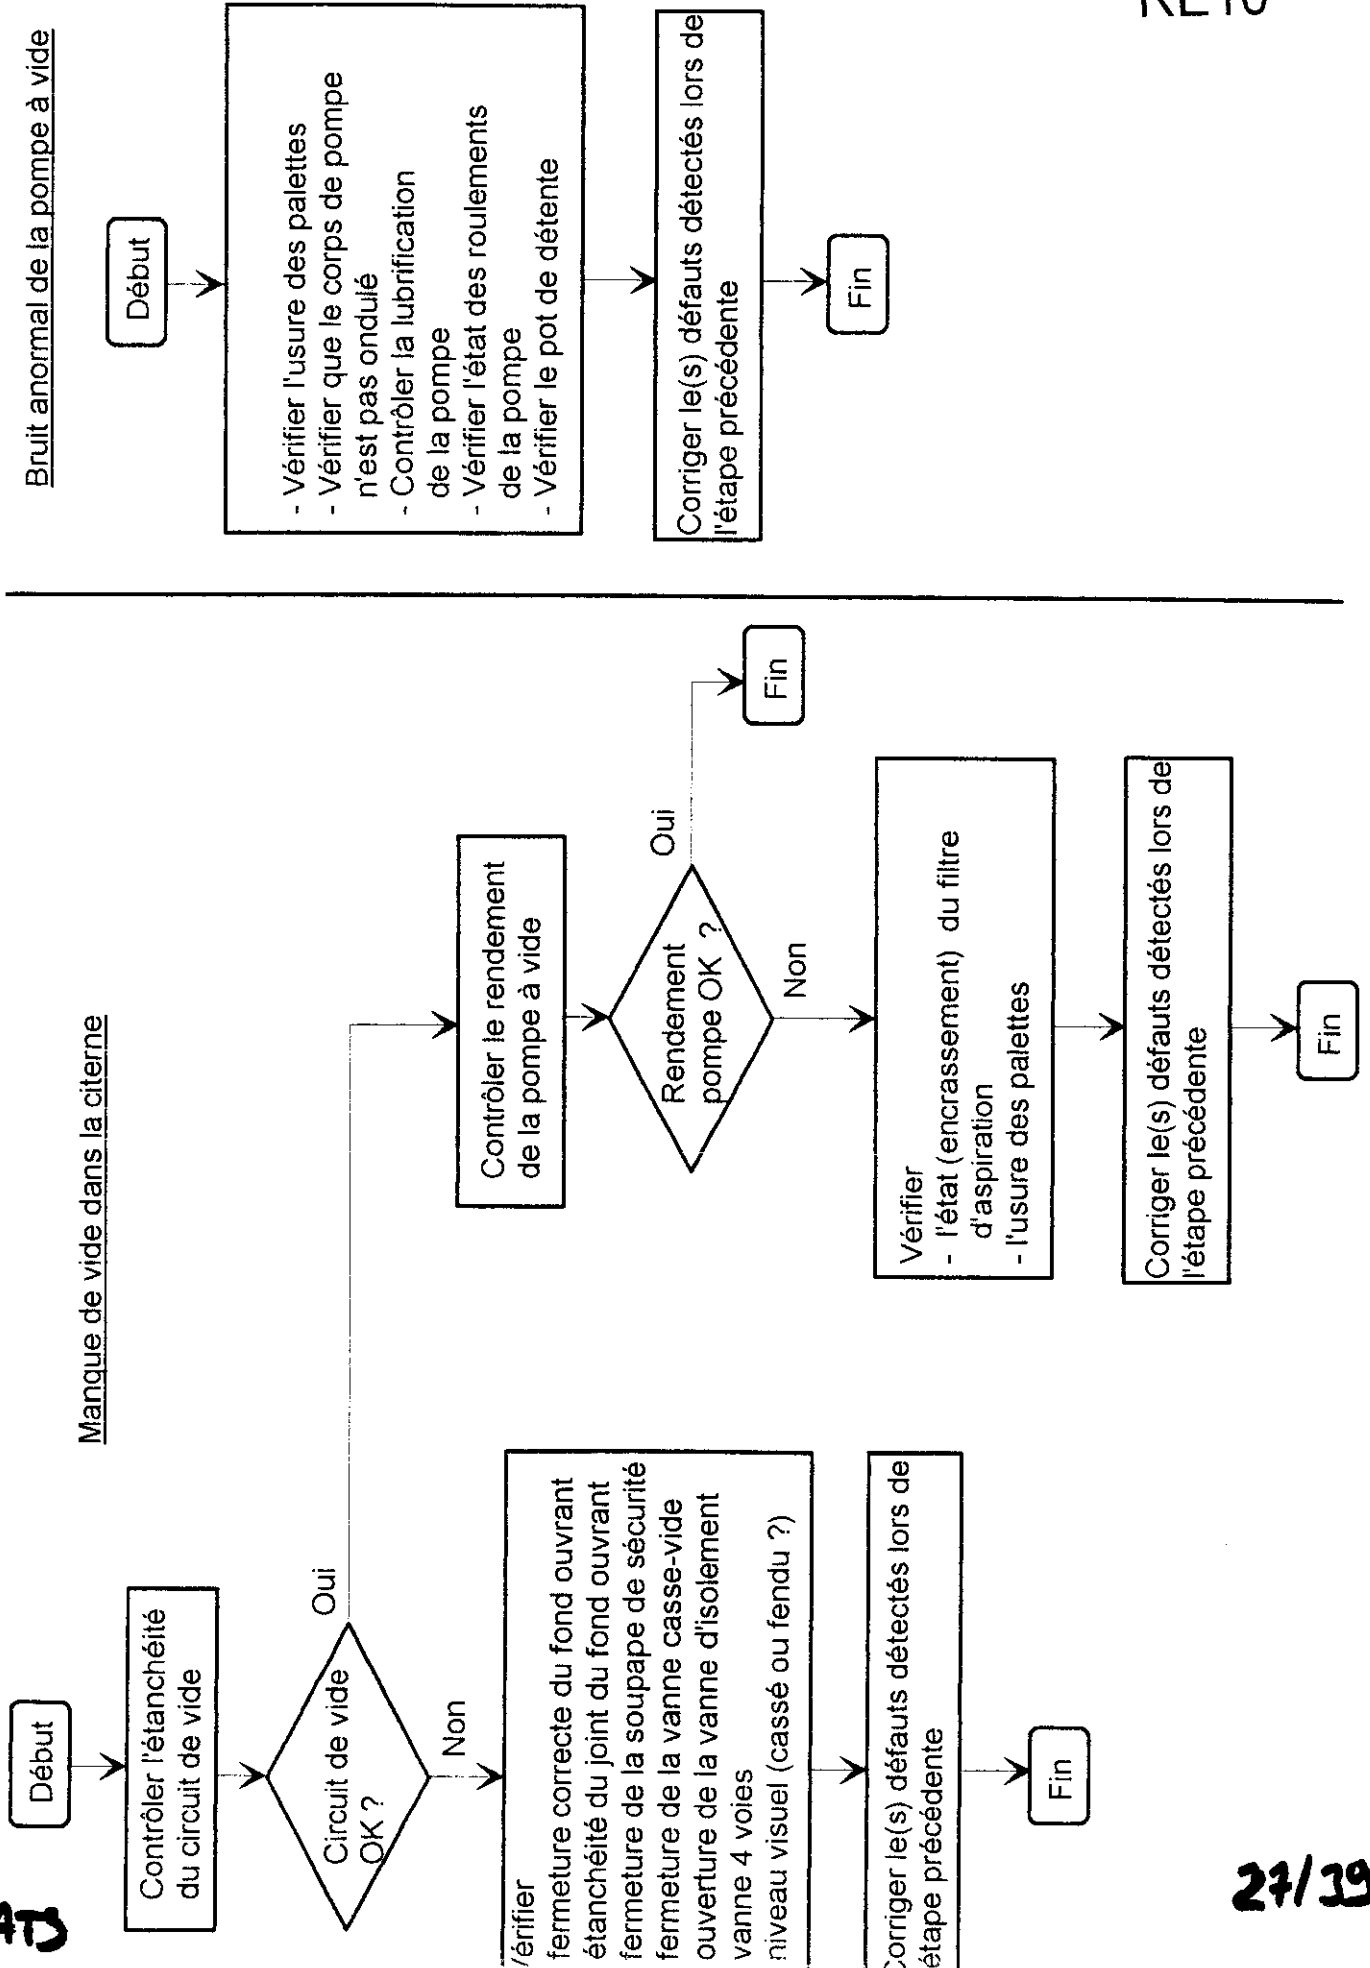 Manque de vide dans la citerne
Début
Contrôler l'étanchéité
du circuit de vide
Circuit de vide
OK ?
Oui
Non
Vérifier
fermeture correcte du fond ouvrant
étanchéité du joint du fond ouvrant
fermeture de la soupape de sécurité
fermeture de la vanne casse-vide
ouverture de la vanne d'isolement
vanne 4 voies
niveau visuel (cassé ou fendu ?)
Corriger le(s) défauts détectés lors de
étape précédente
Fin
Contrôler le rendement
de la pompe à vide
Rendement
pompe OK ?
Oui
Fin
Non
Vérifier
- l'état (encrassement) du filtre
d'aspiration
- l'usure des palettes
Corriger le(s) défauts détectés lors de
l'étape précédente
Fin
Bruit anormal de la pompe à vide
Début
- Vérifier l'usure des palettes
- Vérifier que le corps de pompe
n'est pas ondulé
- Contrôler la lubrification
de la pompe
- Vérifier l'état des roulements
de la pompe
- Vérifier le pot de détente
Corriger le(s) défauts détectés lors de
l'étape précédente
Fin
27/39